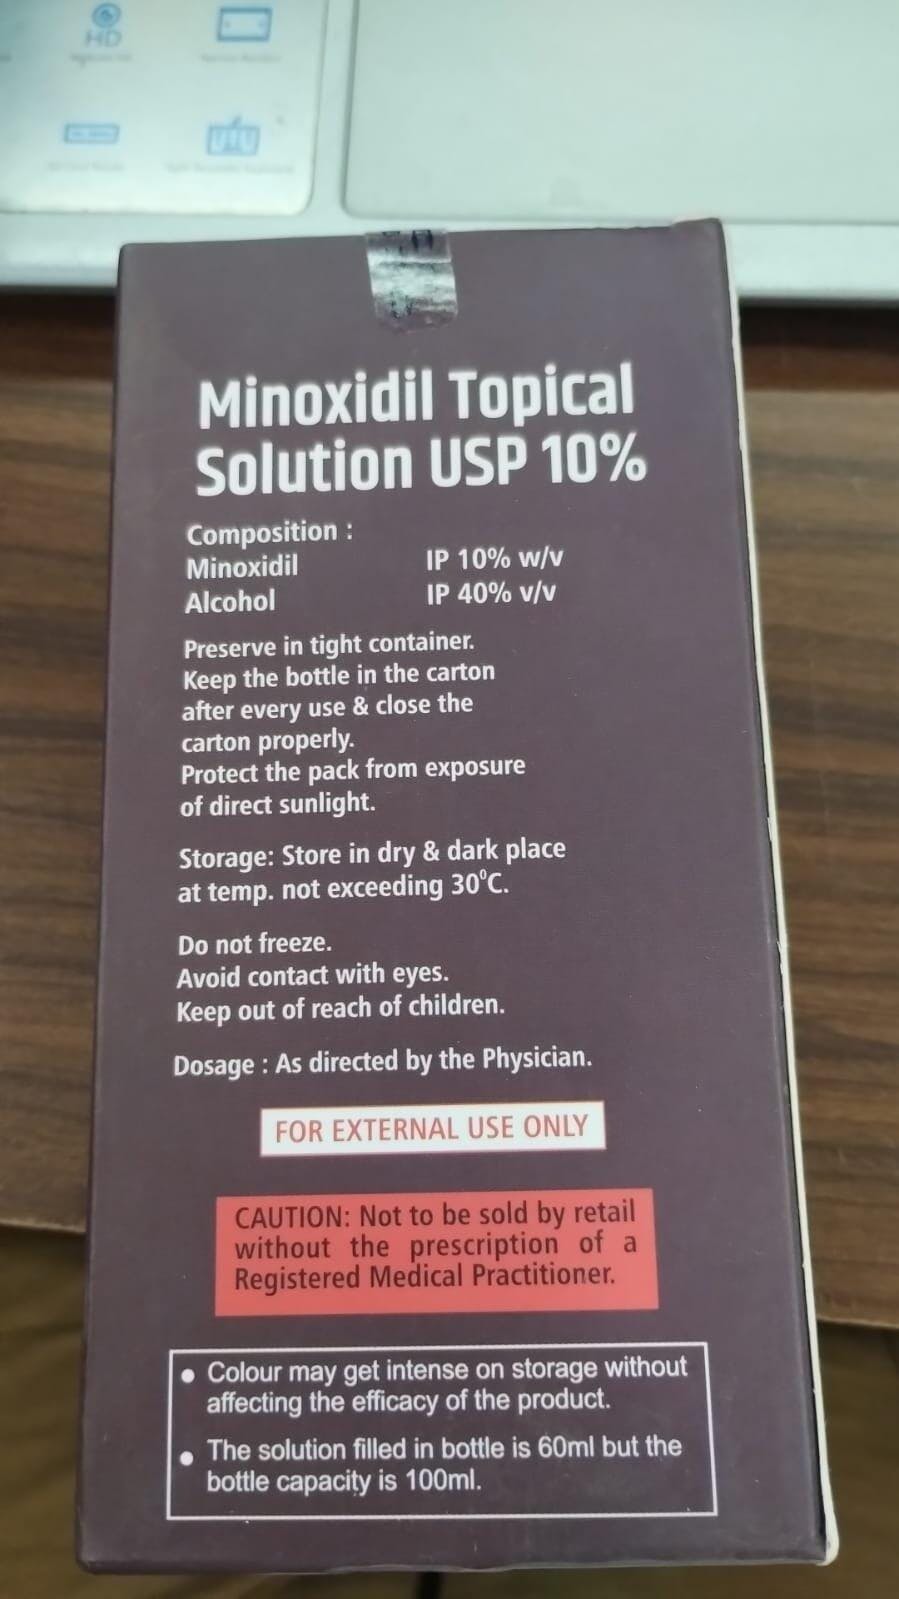 HD
Minoxidil Topical
Solution USP 10%
Composition :
Minoxidil IP 10% w/v
Alcohol IP 40% v/v
Preserve in tight container.
Keep the bottle in the carton
after every use & close the
carton properly.
Protect the pack from exposure
of direct sunlight.
Storage: Store in dry & dark place
at temp. not exceeding 30⁰C.
Do not freeze.
Avoid contact with eyes.
Keep out of reach of children.
Dosage : As directed by the Physician.
FOR EXTERNAL USE ONLY
CAUTION: Not to be sold by retail
without the prescription of a
Registered Medical Practitioner.
• Colour may get intense on storage without
affecting the efficacy of the product.
• The solution filled in bottle is 60ml but the
bottle capacity is 100ml.